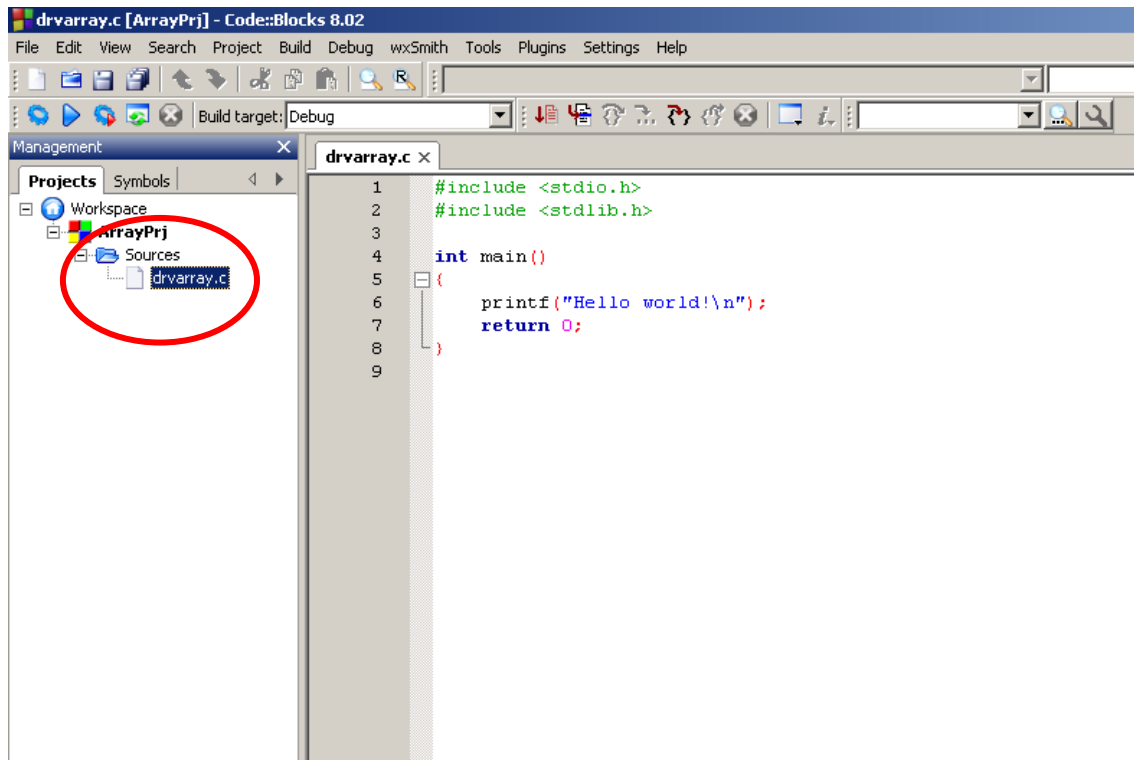 drvarray.c [ArrayPrj] - Code::Blocks 8.02
File Edit View Search Project Build Debug wxSmith Tools Plugins Settings Help
Build target: Debug
Management
drvarray.c
Projects Symbols
Workspace
ArrayPrj
Sources
drvarray.c
1 #include <stdio.h>
2 #include <stdlib.h>
3
4 int main()
5 {
6 printf("Hello world!\n");
7 return 0;
8 }
9